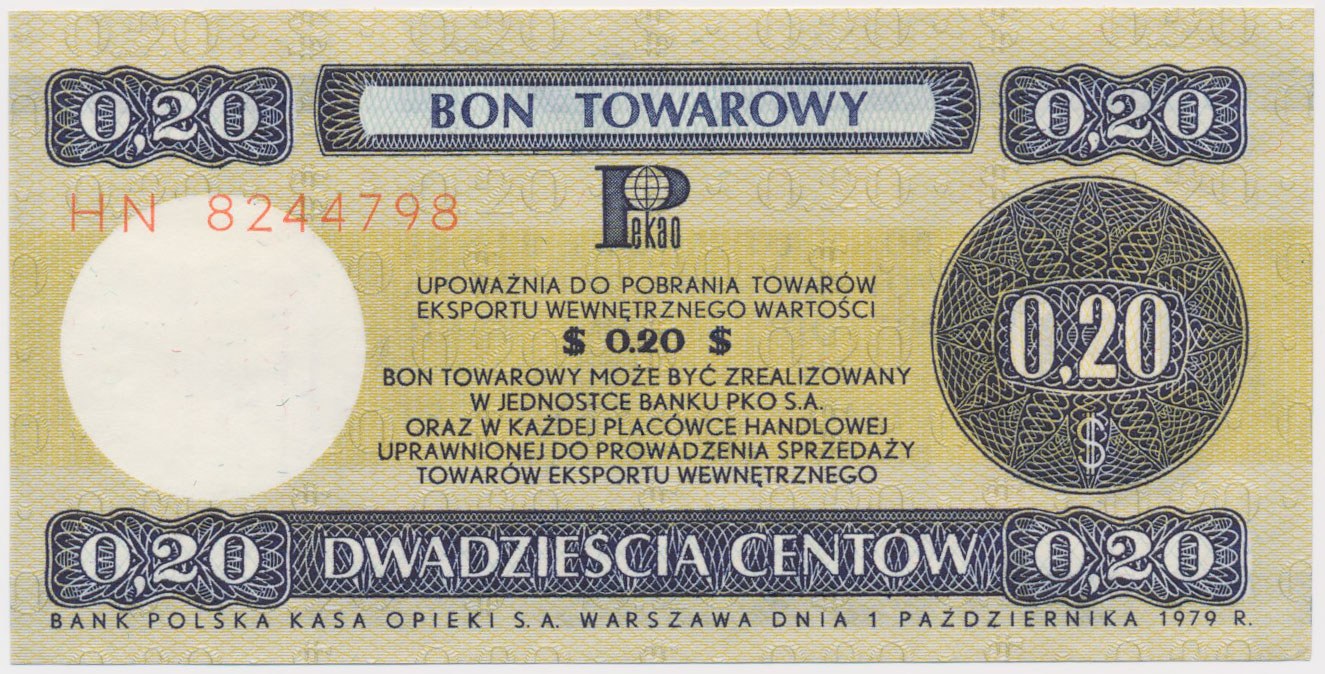 0,20 BON TOWAROWY 0,20
HN 8244798
Pekao
UPOWAŻNIA DO POBRANIA TOWARÓW
EKSPORTU WEWNĘTRZNEGO WARTOŚCI
$ 0.20 $
BON TOWAROWY MOŻE BYĆ ZREALIZOWANY
W JEDNOSTCE BANKU PKO S.A.
ORAZ W KAŻDEJ PLACÓWCE HANDLOWEJ
UPRAWNIONEJ DO PROWADZENIA SPRZEDAŻY
TOWARÓW EKSPORTU WEWNĘTRZNEGO
0,20
$
0,20 DWADZIEŚCIA CENTÓW 0,20
BANK POLSKA KASA OPIEKI S.A. WARSZAWA DNIA 1 PAŹDZIERNIKA 1979 R.